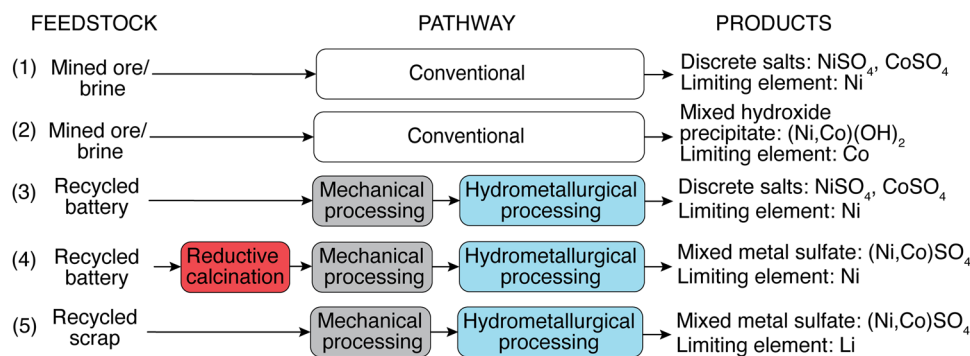 FEEDSTOCK PATHWAY PRODUCTS
(1) Mined ore/
brine
Conventional
Discrete salts: NiSO₄, CoSO₄
Limiting element: Ni
(2) Mined ore/
brine
Conventional
Mixed hydroxide
precipitate: (Ni,Co)(OH)₂
Limiting element: Co
(3) Recycled
battery
Mechanical
processing
Hydrometallurgical
processing
Discrete salts: NiSO₄, CoSO₄
Limiting element: Ni
(4) Recycled
battery
Reductive
calcination
Mechanical
processing
Hydrometallurgical
processing
Mixed metal sulfate: (Ni,Co)SO₄
Limiting element: Ni
(5) Recycled
scrap
Mechanical
processing
Hydrometallurgical
processing
Mixed metal sulfate: (Ni,Co)SO₄
Limiting element: Li